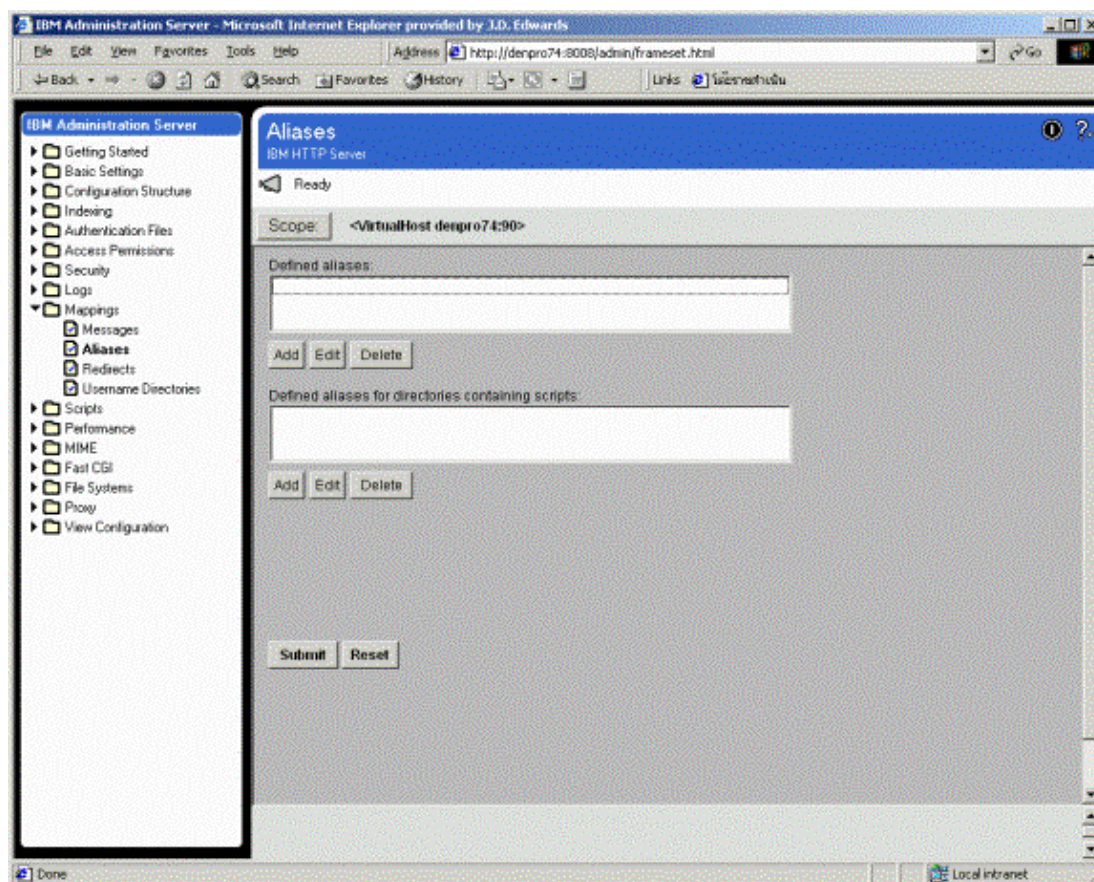 IBM Administration Server - Microsoft Internet Explorer provided by J.D. Edwards
File Edit View Favorites Tools Help
Address http://denpro74:8008/admin/frameset.html Go
Back Search Favorites History Links
IBM Administration Server
Getting Started
Basic Settings
Configuration Structure
Indexing
Authentication Files
Access Permissions
Security
Logs
Mappings
Messages
Aliases
Redirects
Username Directories
Scripts
Performance
MIME
Fast CGI
File Systems
Proxy
View Configuration
Aliases
IBM HTTP Server
Ready
Scope: <VirtualHost denpro74:90>
Defined aliases:
Add Edit Delete
Defined aliases for directories containing scripts:
Add Edit Delete
Submit Reset
Done Local intranet